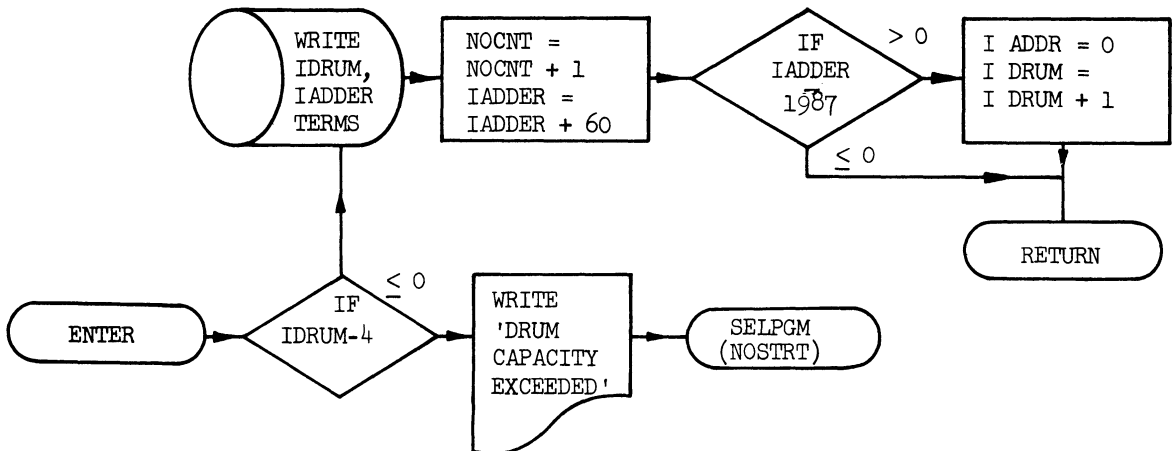 WRITE
IDRUM,
IADDER
TERMS
NOCNT =
NOCNT + 1
IADDER =
IADDER + 60
IF
IADDER
-
1987
> 0
≤ 0
I ADDR = 0
I DRUM =
I DRUM + 1
RETURN
ENTER
IF
IDRUM-4
≤ 0
WRITE
'DRUM
CAPACITY
EXCEEDED'
SELPGM
(NOSTRT)